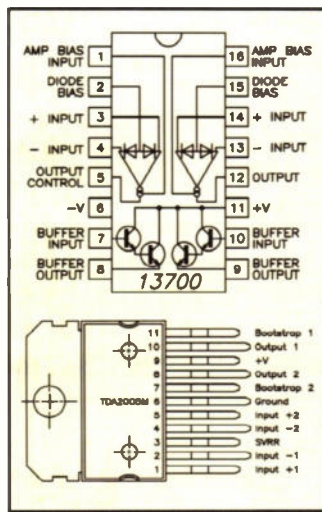 AMP BIAS INPUT 1
DIODE BIAS 2
+ INPUT 3
- INPUT 4
OUTPUT CONTROL 5
-V 6
BUFFER INPUT 7
BUFFER OUTPUT 8
16 AMP BIAS INPUT
15 DIODE BIAS
14 + INPUT
13 - INPUT
12 OUTPUT
11 +V
10 BUFFER INPUT
9 BUFFER OUTPUT
13700
TDA2005M
11 Bootstrap 1
10 Output 1
9 +V
8 Output 2
7 Bootstrap 2
6 Ground
5 Input +2
4 Input -2
3 SVRR
2 Input -1
1 Input +1